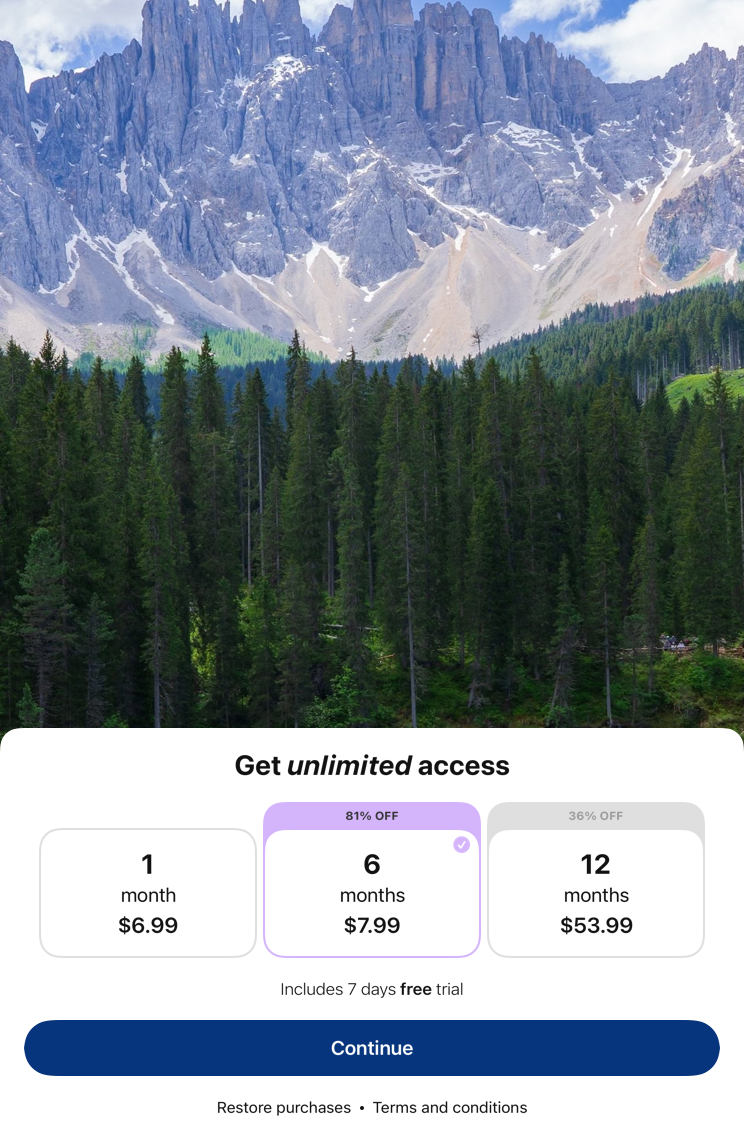 Get unlimited access
81% OFF
36% OFF
1
month
$6.99
6
months
$7.99
12
months
$53.99
Includes 7 days free trial
Continue
Restore purchases • Terms and conditions